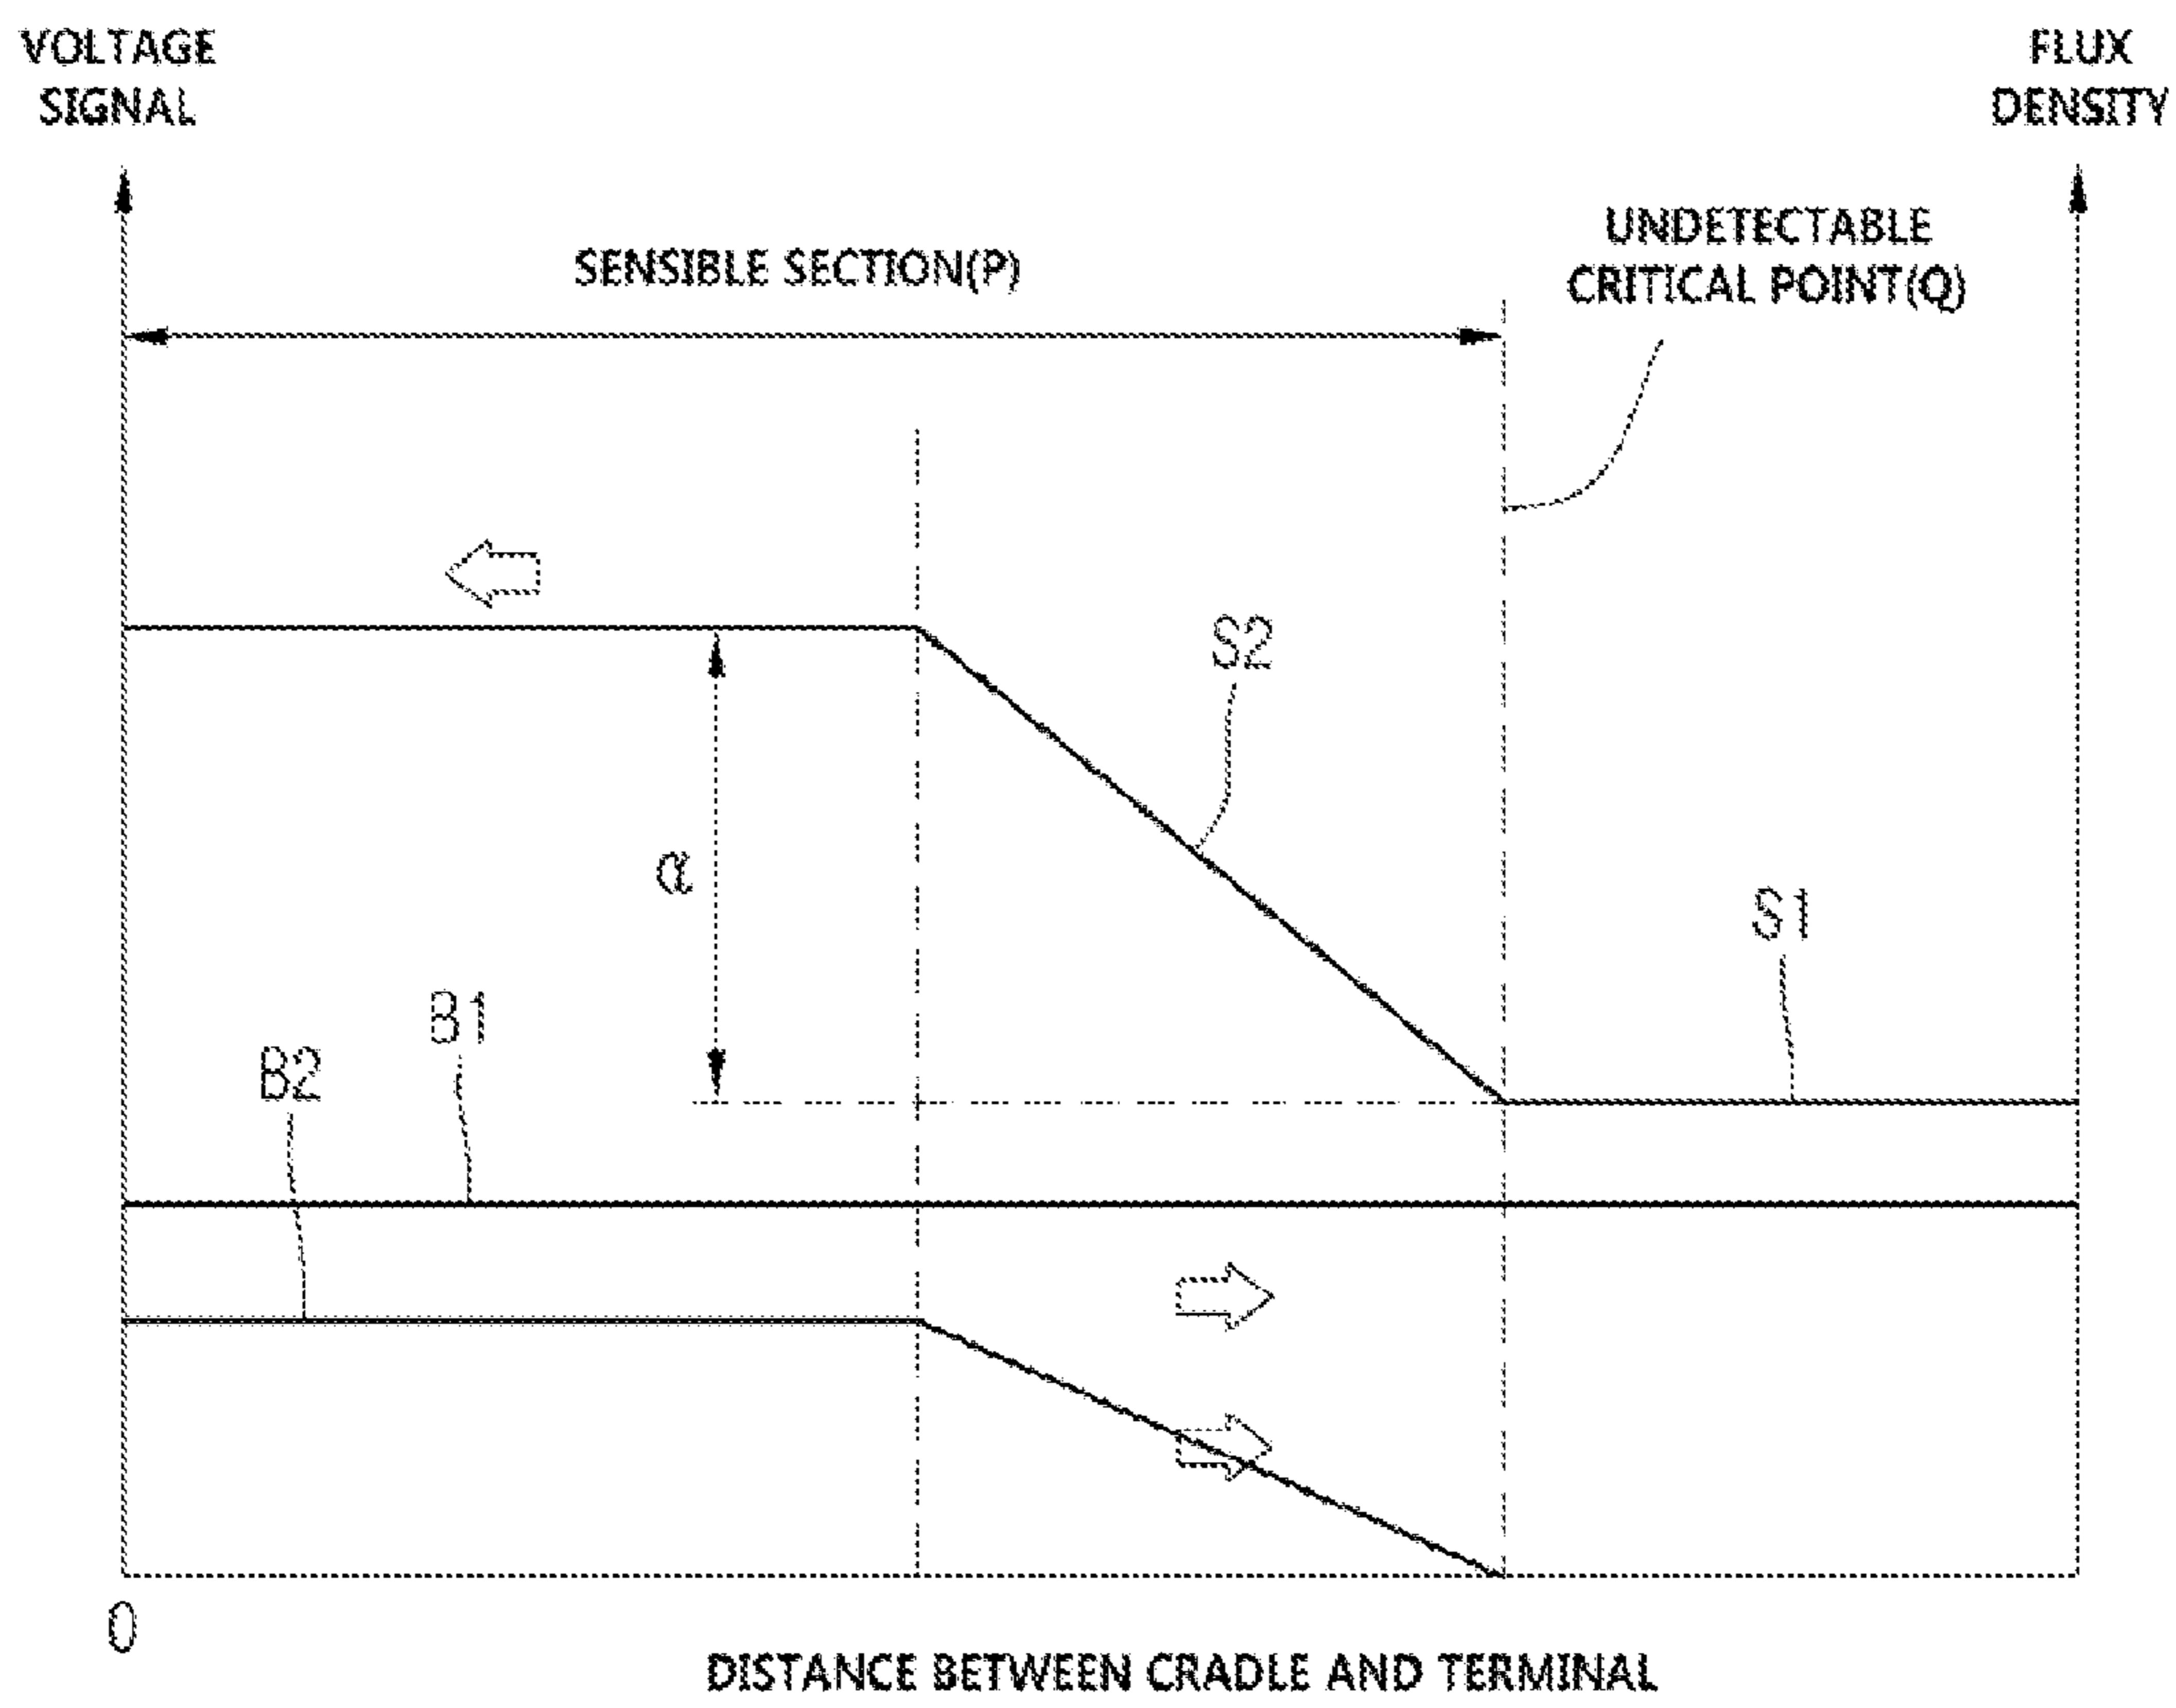 VOLTAGE
SIGNAL
FLUX
DENSITY
SENSIBLE SECTION(P)
UNDETECTABLE
CRITICAL POINT(Q)
S2
α
S1
B1
B2
0
DISTANCE BETWEEN CRADLE AND TERMINAL